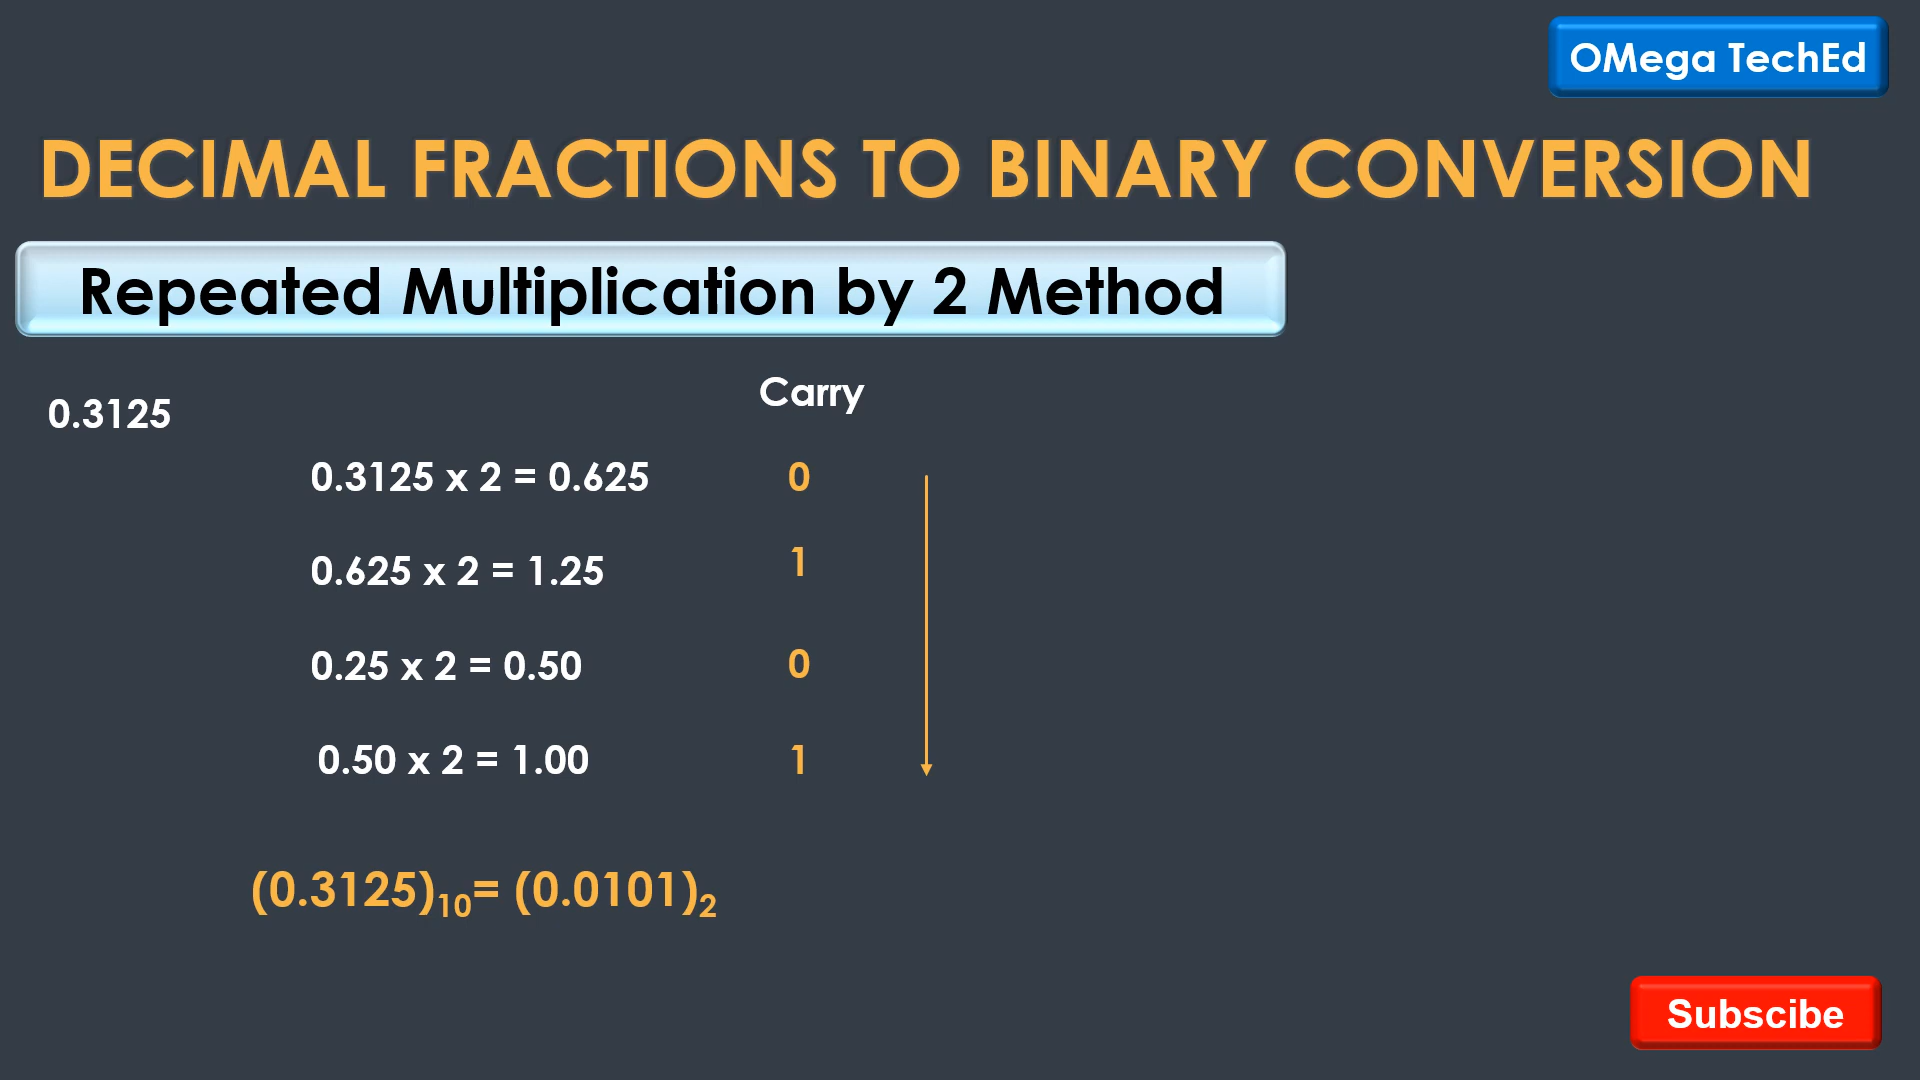 OMega TechEd
DECIMAL FRACTIONS TO BINARY CONVERSION
Repeated Multiplication by 2 Method
Carry
0.3125
0.3125 x 2 = 0.625 0
0.625 x 2 = 1.25 1
0.25 x 2 = 0.50 0
0.50 x 2 = 1.00 1
(0.3125)₁₀= (0.0101)₂
Subscibe